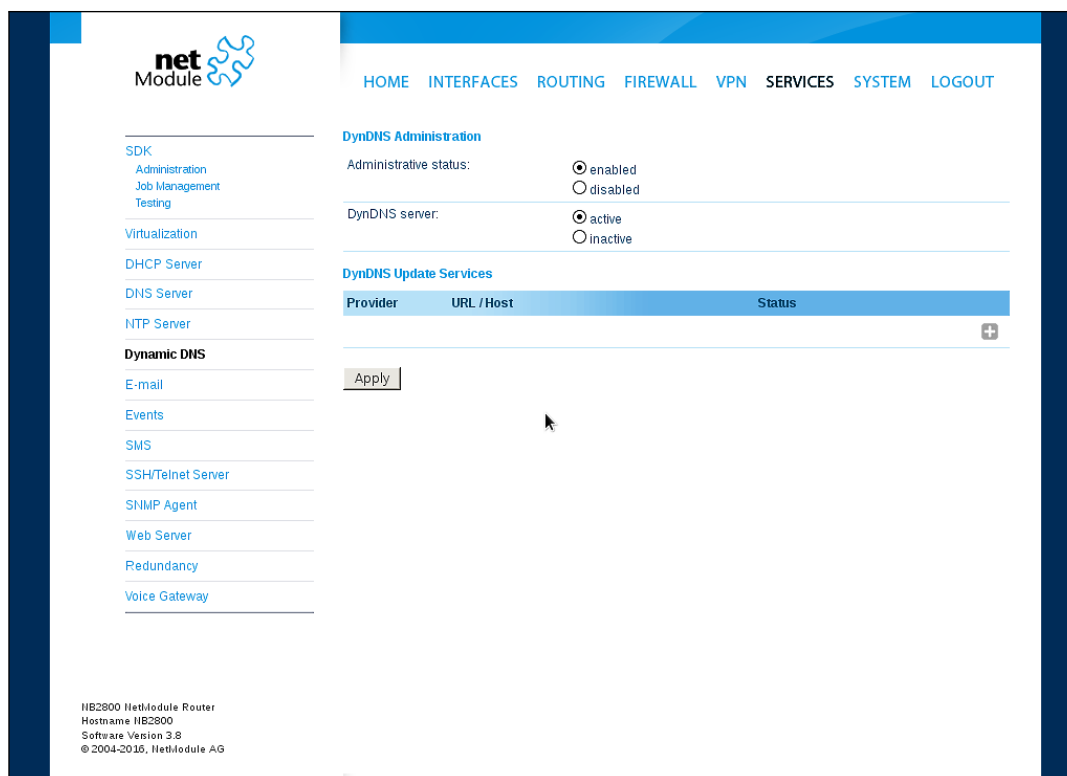 net
Module
HOME INTERFACES ROUTING FIREWALL VPN SERVICES SYSTEM LOGOUT
SDK
Administration
Job Management
Testing
Virtualization
DHCP Server
DNS Server
NTP Server
Dynamic DNS
E-mail
Events
SMS
SSH/Telnet Server
SNMP Agent
Web Server
Redundancy
Voice Gateway
DynDNS Administration
Administrative status:
enabled
disabled
DynDNS server:
active
inactive
DynDNS Update Services
Provider URL / Host Status
Apply
NB2800 NetModule Router
Hostname NB2800
Software Version 3.8
© 2004-2016, NetModule AG